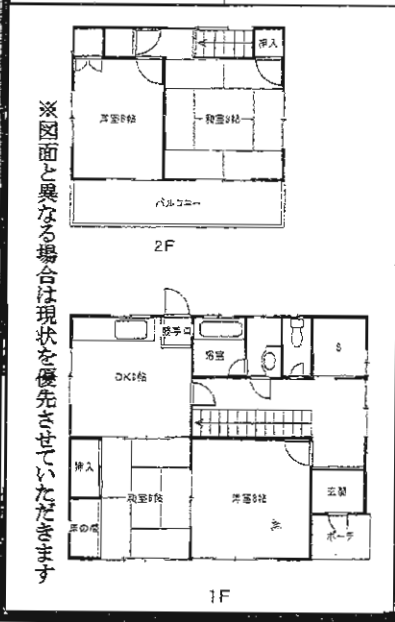 ※図面と異なる場合は現状を優先させていただきます
押入
洋室8帖
和室8帖
バルコニー
2F
勝手口
浴室
S
DK8帖
押入
和室6帖
洋室8帖
玄関
床の間
ポーチ
1F